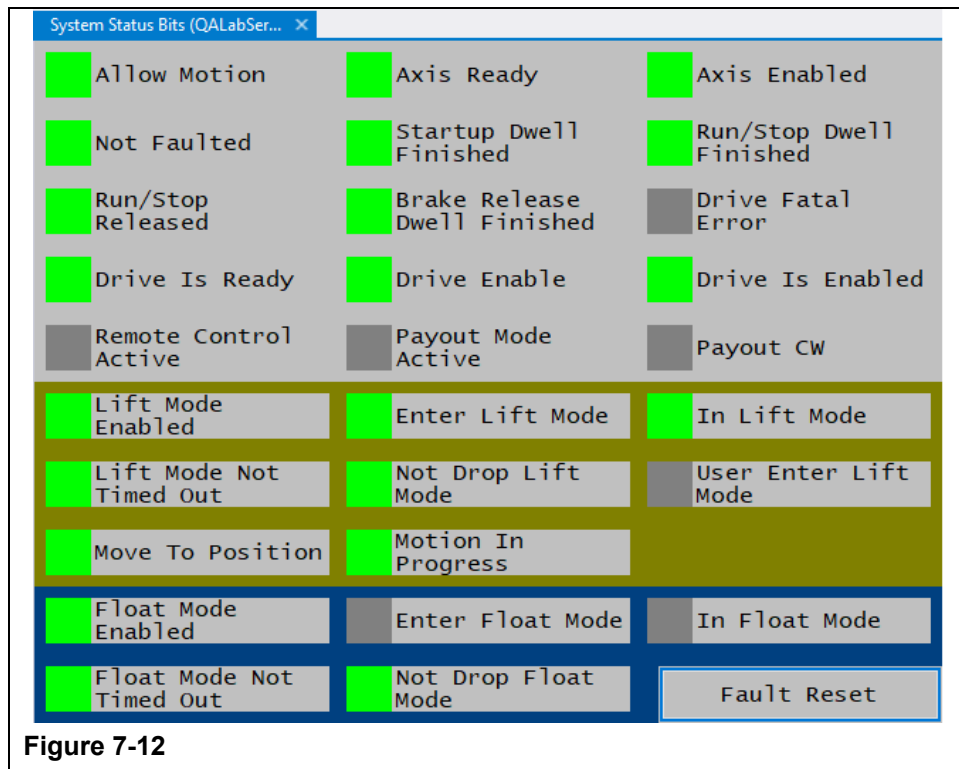 System Status Bits (QALabSer... ×
Allow Motion
Axis Ready
Axis Enabled
Not Faulted
Startup Dwell
Finished
Run/Stop Dwell
Finished
Run/Stop
Released
Brake Release
Dwell Finished
Drive Fatal
Error
Drive Is Ready
Drive Enable
Drive Is Enabled
Remote Control
Active
Payout Mode
Active
Payout CW
Lift Mode
Enabled
Enter Lift Mode
In Lift Mode
Lift Mode Not
Timed Out
Not Drop Lift
Mode
User Enter Lift
Mode
Move To Position
Motion In
Progress
Float Mode
Enabled
Enter Float Mode
In Float Mode
Float Mode Not
Timed Out
Not Drop Float
Mode
Fault Reset
Figure 7-12